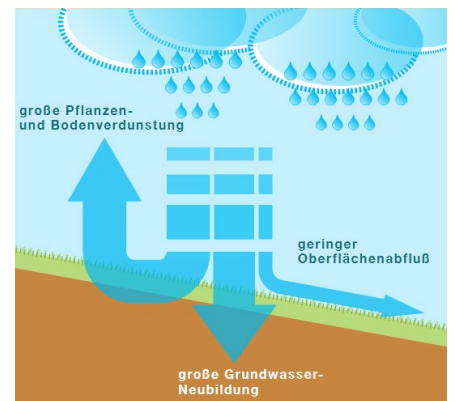 große Pflanzen-
und Bodenverdunstung
geringer
Oberflächenabfluß
große Grundwasser-
Neubildung